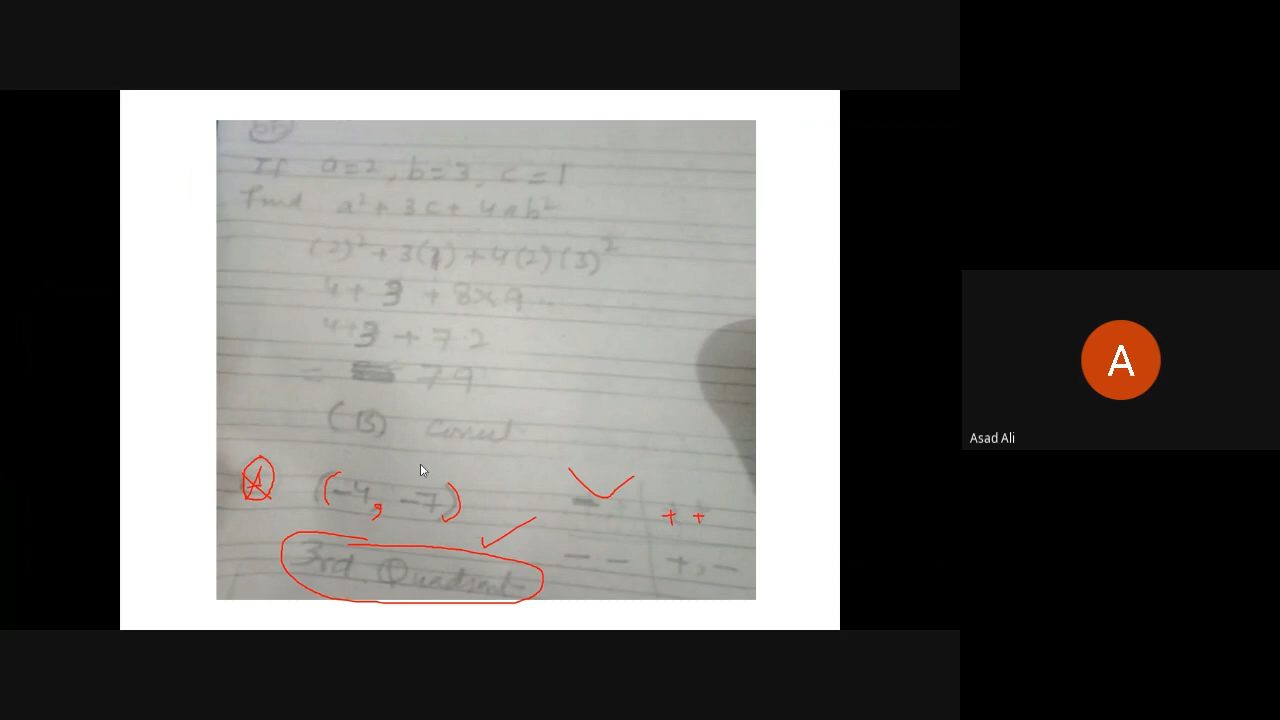 If a=2, b=3, c=1
Find a²+3c+4ab²
(2)²+3(1)+4(2)(3)²
4+3+8×9
4+3+72
= 79
(B) Correct
A (-4, -7)
3rd Quadrant
-
+ +
- -
+, -
A
Asad Ali